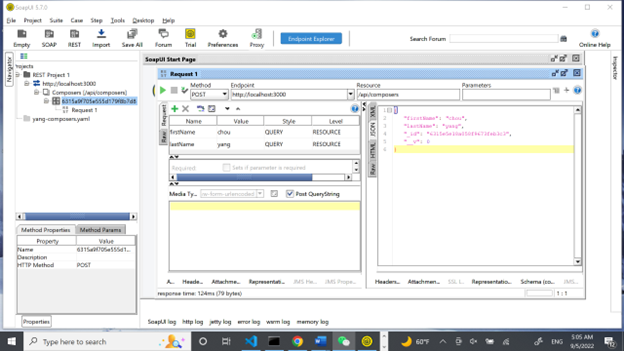 SoapUI 5.7.0
File Project Suite Case Step Tools Desktop Help
Empty SOAP REST Import Save All Forum Trial Preferences Proxy
Endpoint Explorer
Search Forum
Online Help
Navigator
Inspector
Projects
REST Project 1
http://localhost:3000
Composers [/api/composers]
Request 1
yang-composers.yaml
SoapUI Start Page
Request 1
Method Endpoint Resource Parameters
POST http://localhost:3000 /api/composers
Request
Raw
Name Value Style Level
firstName chou QUERY RESOURCE
lastName yang QUERY RESOURCE
Required: Sets if parameter is required
Media Ty... Post QueryString
A... Heade... Attachme... Representati... JMS He... JMS Prope...
response time: 124ms (79 bytes)
XML
JSON
HTML
Raw
1 {
2 "firstName": "chou",
3 "lastName": "yang",
4 "_id":
5 "__v": 0
6 }
Headers... Attachmen... SSL I... Representatio... Schema (co... JMS...
1 : 1
Method Properties Method Params
Property Value
Name 6315a9f705e555d1...
Description
HTTP Method POST
Properties
SoapUI log http log jetty log error log wsrm log memory log
Type here to search
60°F
ENG
5:05 AM
9/5/2022